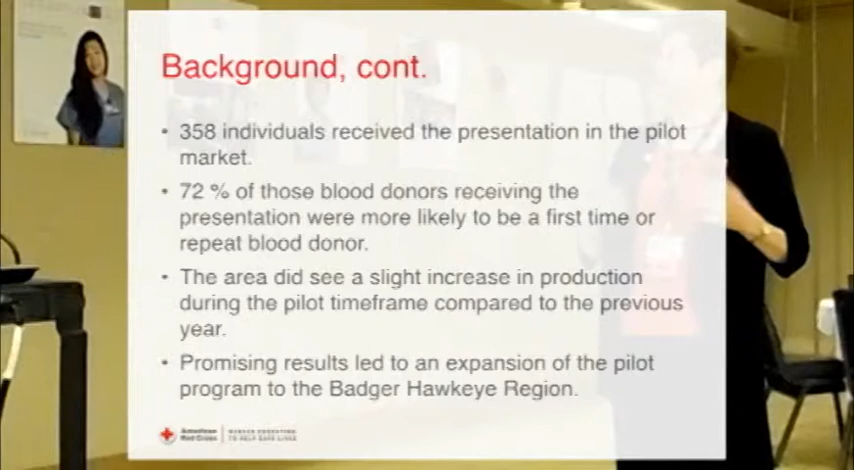 Background, cont.
• 358 individuals received the presentation in the pilot
market.
• 72 % of those blood donors receiving the
presentation were more likely to be a first time or
repeat blood donor.
• The area did see a slight increase in production
during the pilot timeframe compared to the previous
year.
• Promising results led to an expansion of the pilot
program to the Badger Hawkeye Region.
American
Red Cross